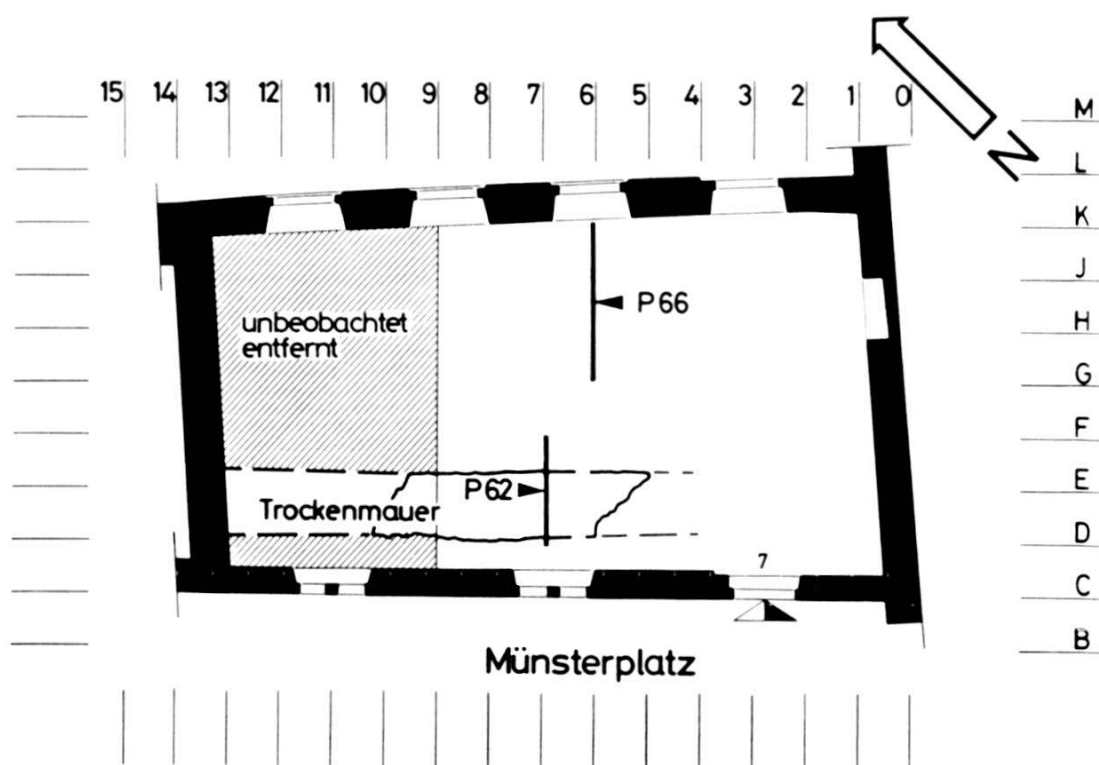 15 14 13 12 11 10 9 8 7 6 5 4 3 2 1 0
M
L
N
K
J
H
G
F
E
D
C
B
unbeobachtet
entfernt
P66
P62
Trockenmauer
7
Münsterplatz